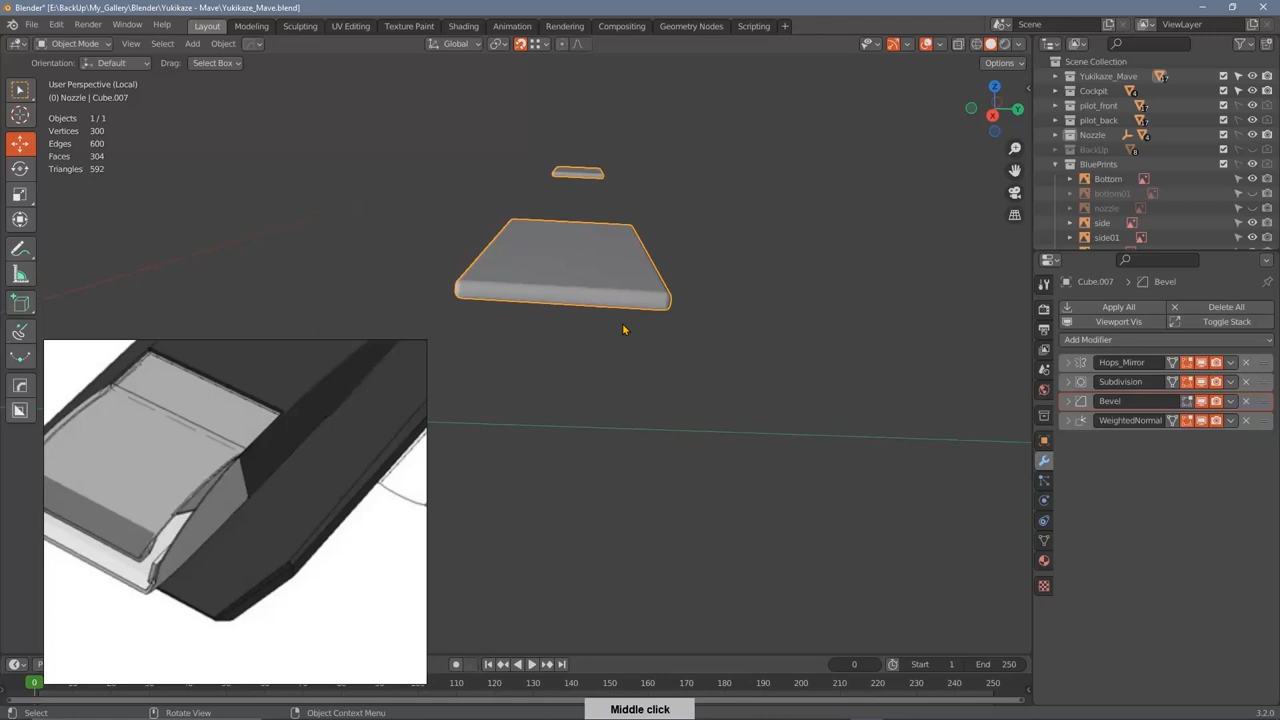 Blender* [E:\BackUp\My_Gallery\Blender\Yukikaze - Mave\Yukikaze_Mave.blend]
File Edit Render Window Help Layout Modeling Sculpting UV Editing Texture Paint Shading Animation Rendering Compositing Geometry Nodes Scripting + Scene ViewLayer
Object Mode View Select Add Object Global
Orientation: Default Drag: Select Box Options
User Perspective (Local)
(0) Nozzle | Cube.007
Objects 1 / 1
Vertices 300
Edges 600
Faces 304
Triangles 592
Z
Y
X
Scene Collection
Yukikaze_Mave
Cockpit 4
pilot_front
pilot_back
Nozzle 4
BackUp 8
BluePrints
Bottom
bottom01
nozzle
side
side01
Cube.007 Bevel
Apply All Delete All
Viewport Vis Toggle Stack
Add Modifier
Hops_Mirror
Subdivision
Bevel
WeightedNormal
0 Start 1 End 250
0 110 120 130 140 150 160 170 180 190 200 210 220 230 240 250
Middle click
Select Rotate View Object Context Menu 3.2.0